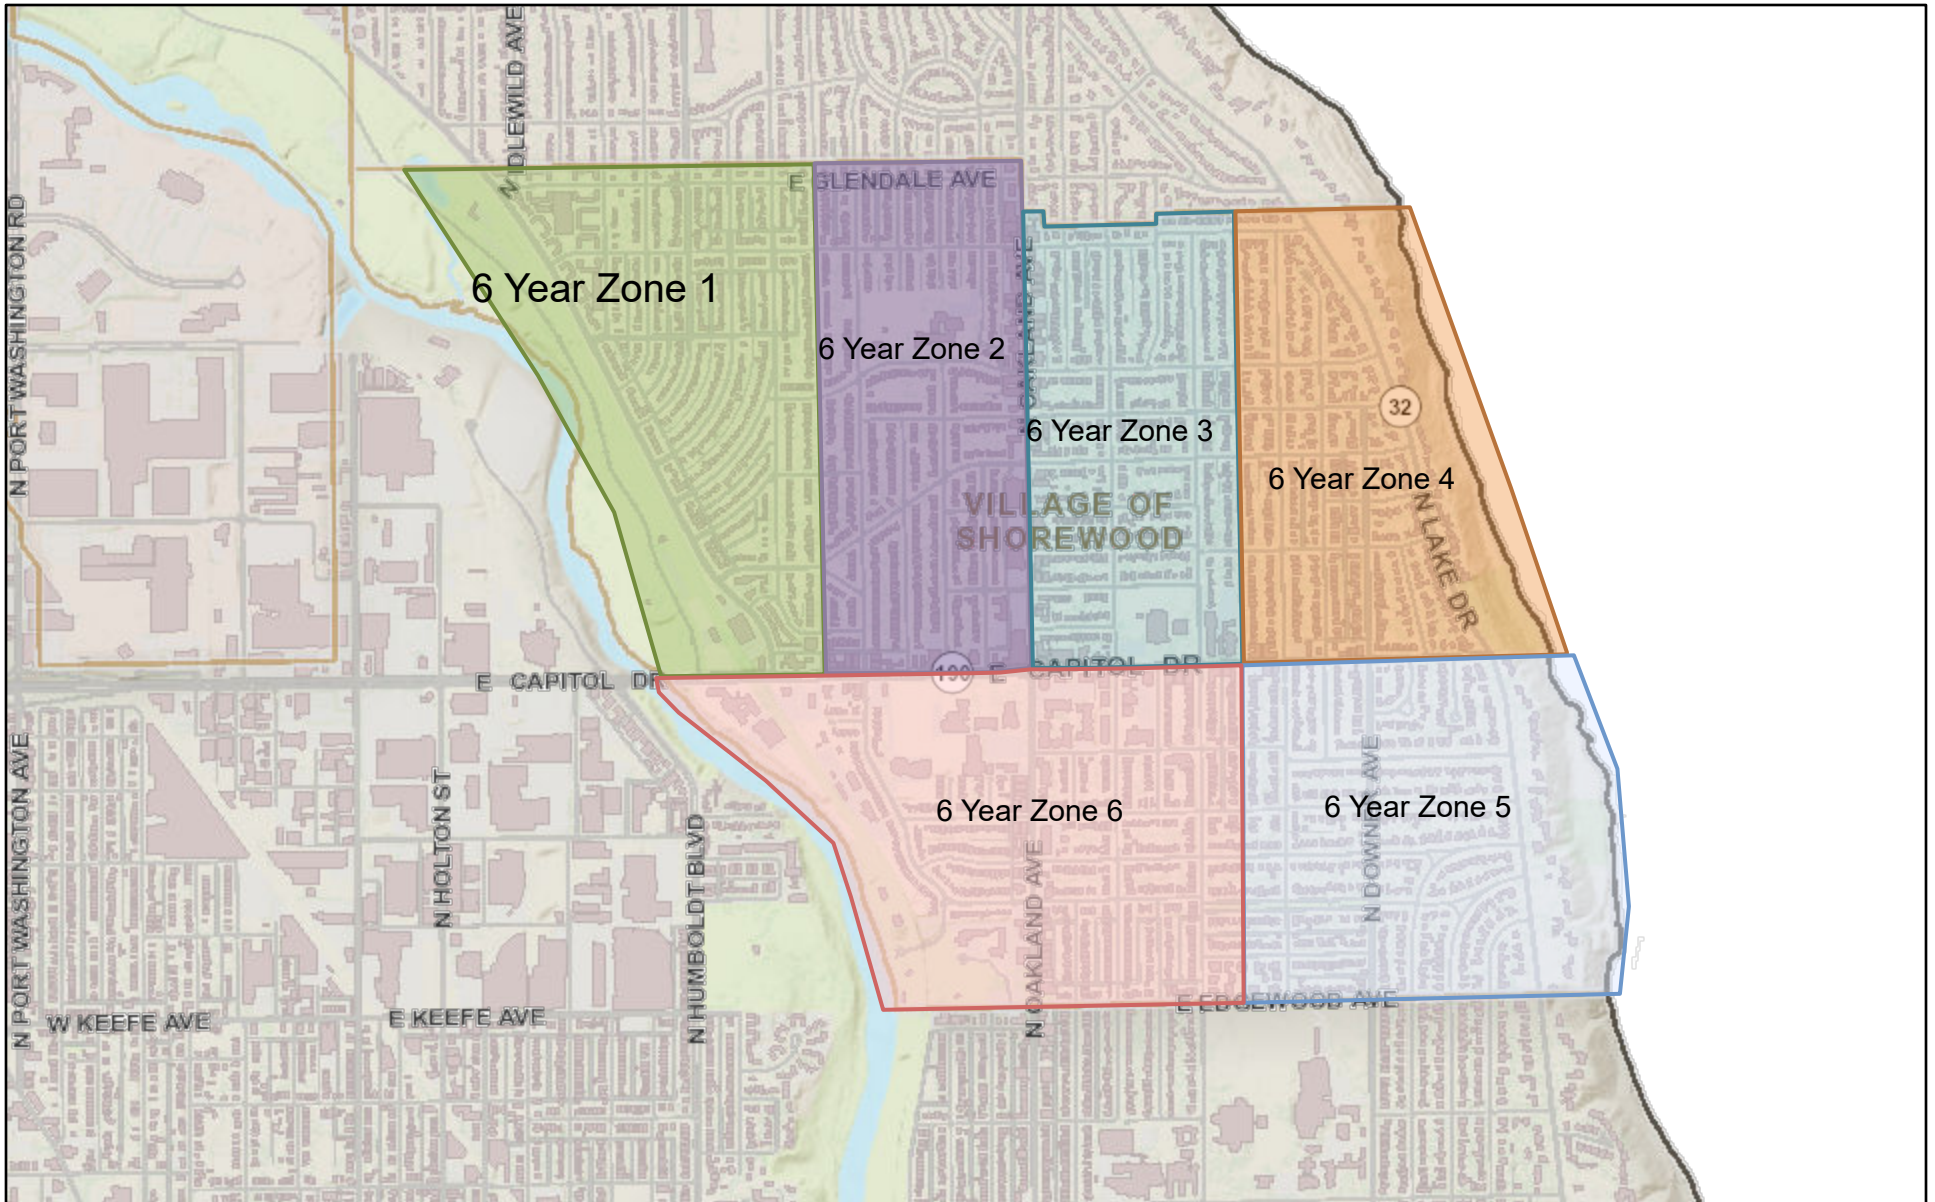 N IDLEWILD AVE
E GLENDALE AVE
N PORT WASHINGTON RD
6 Year Zone 1
N OAKLAND AVE
6 Year Zone 2
32
6 Year Zone 3
6 Year Zone 4
VILLAGE OF
SHOREWOOD
N LAKE DR
E CAPITOL DR
190
E CAPITOL DR
N PORT WASHINGTON AVE
N HOLTON ST
N HUMBOLDT BLVD
6 Year Zone 6
6 Year Zone 5
N DOWNER AVE
N OAKLAND AVE
E EDGEWOOD AVE
W KEEFE AVE
E KEEFE AVE